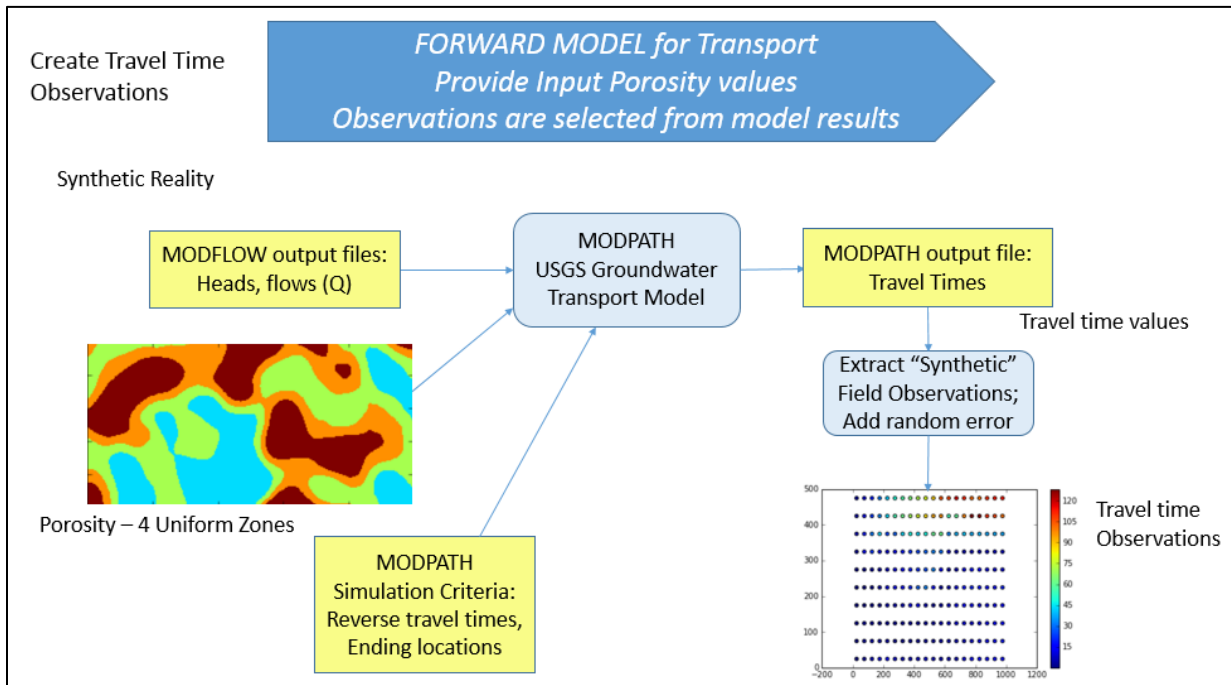 Create Travel Time
Observations
FORWARD MODEL for Transport
Provide Input Porosity values
Observations are selected from model results
Synthetic Reality
MODFLOW output files:
Heads, flows (Q)
MODPATH
USGS Groundwater
Transport Model
MODPATH output file:
Travel Times
Travel time values
Extract “Synthetic”
Field Observations;
Add random error
Porosity – 4 Uniform Zones
MODPATH
Simulation Criteria:
Reverse travel times,
Ending locations
500
400
300
200
100
0
-200
0
200
400
600
800
1000
1200
120
105
90
75
60
45
30
15
Travel time
Observations